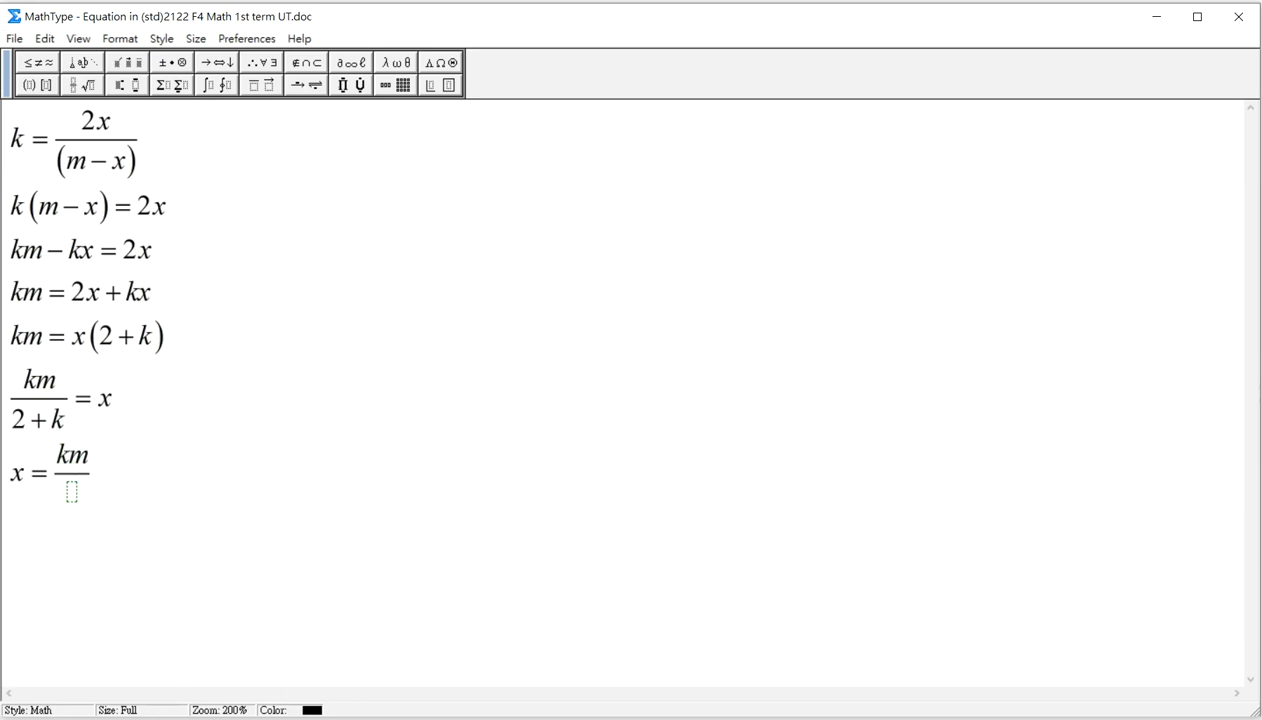 MathType - Equation in (std)2122 F4 Math 1st term UT.doc
File Edit View Format Style Size Preferences Help
k = 2x / (m − x)
k(m − x) = 2x
km − kx = 2x
km = 2x + kx
km = x(2 + k)
km / 2 + k = x
x = km /
Style: Math Size: Full Zoom: 200% Color: